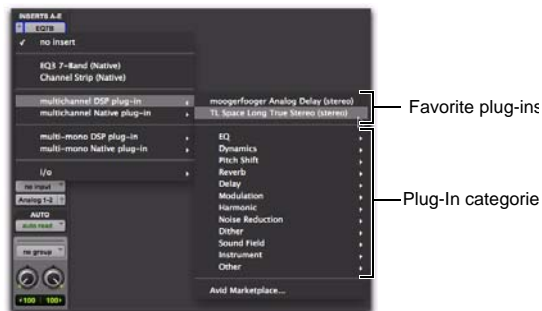 INSERTS A-E
EQ7B
✓ no insert
EQ3 7-Band (Native)
Channel Strip (Native)
multichannel DSP plug-in
multichannel Native plug-in
multi-mono DSP plug-in
multi-mono Native plug-in
i/o
moogerfooger Analog Delay (stereo)
TL Space Long True Stereo (stereo)
EQ
Dynamics
Pitch Shift
Reverb
Delay
Modulation
Harmonic
Noise Reduction
Dither
Sound Field
Instrument
Other
Avid Marketplace...
Favorite plug-ins
Plug-In categorie
no input
Analog 1-2
AUTO
auto read
no group
+100 100+